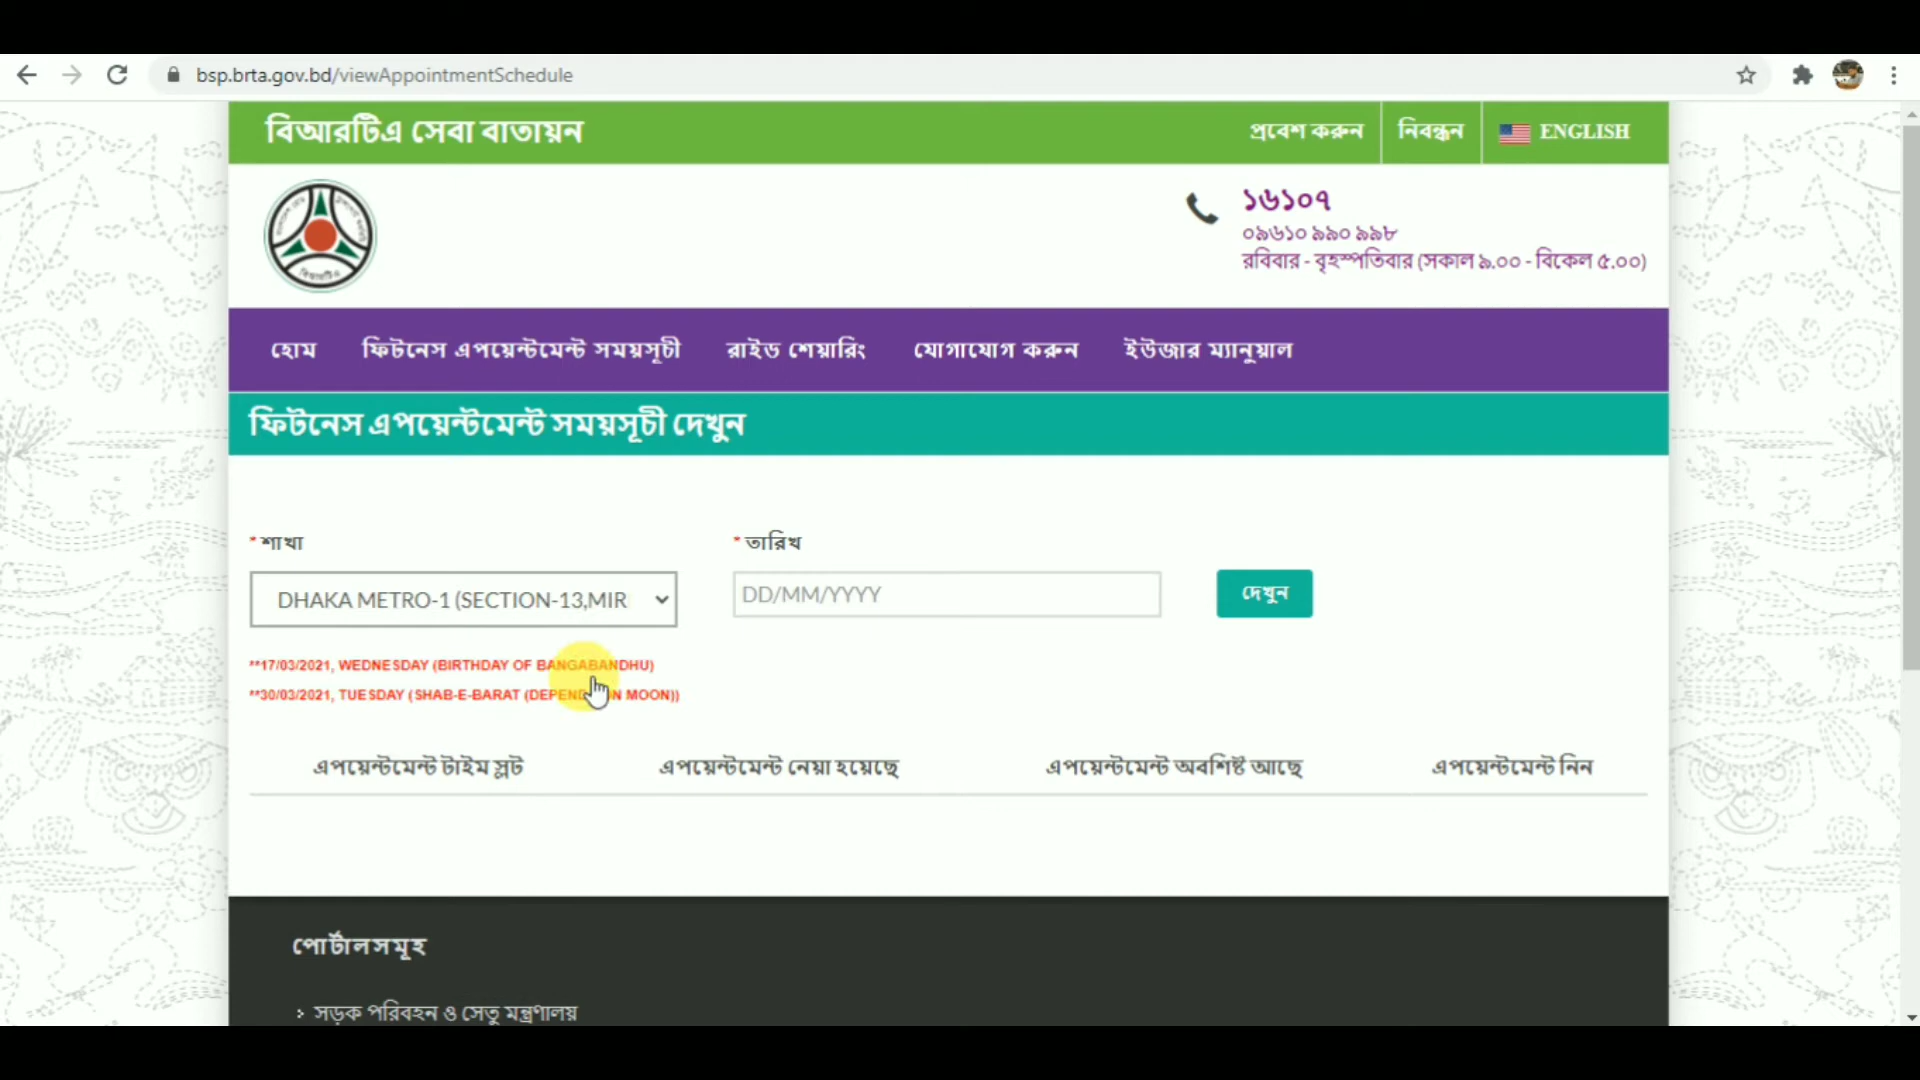 bsp.brta.gov.bd/viewAppointmentSchedule
বিআরটিএ সেবা বাতায়ন
প্রবেশ করুন
নিবন্ধন
ENGLISH
১৬১০৭
০৯৬১০ ৯৯০ ৯৯৮
রবিবার - বৃহস্পতিবার (সকাল ৯.০০ - বিকেল ৫.০০)
বিআরটিএ
হোম
ফিটনেস এপয়েন্টমেন্ট সময়সূচী
রাইড শেয়ারিং
যোগাযোগ করুন
ইউজার ম্যানুয়াল
ফিটনেস এপয়েন্টমেন্ট সময়সূচী দেখুন
* শাখা
* তারিখ
DHAKA METRO-1 (SECTION-13,MIR
DD/MM/YYYY
দেখুন
**17/03/2021, WEDNESDAY (BIRTHDAY OF BANGABANDHU)
**30/03/2021, TUESDAY (SHAB-E-BARAT (DEPEND ON MOON))
এপয়েন্টমেন্ট টাইম স্লট
এপয়েন্টমেন্ট নেয়া হয়েছে
এপয়েন্টমেন্ট অবশিষ্ট আছে
এপয়েন্টমেন্ট নিন
পোর্টালসমূহ
সড়ক পরিবহন ও সেতু মন্ত্রণালয়